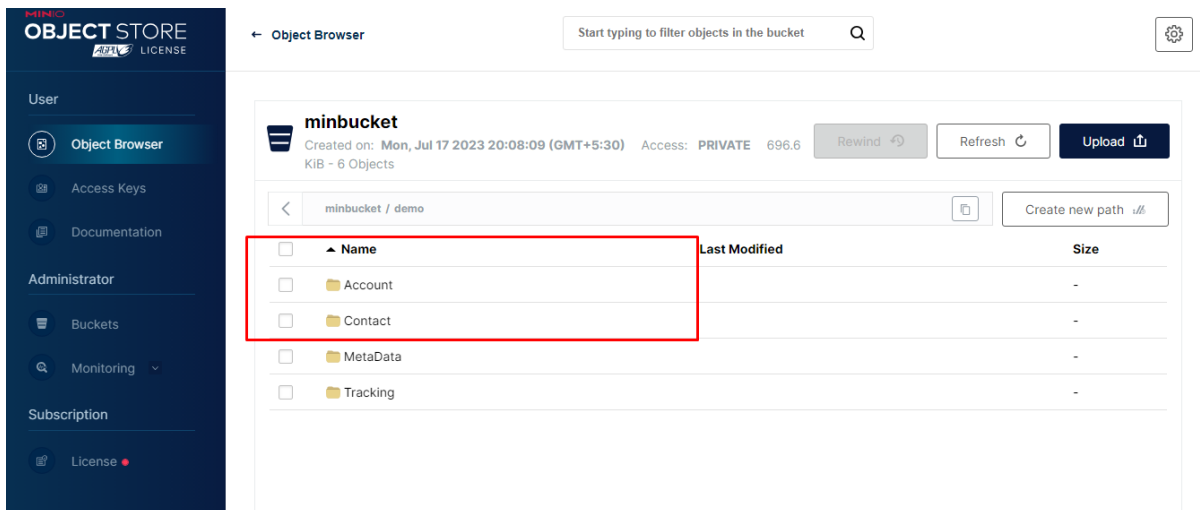 MINIO
OBJECT STORE
AGPLV3 LICENSE
User
Object Browser
Access Keys
Documentation
Administrator
Buckets
Monitoring
Subscription
License
← Object Browser
Start typing to filter objects in the bucket
minbucket
Created on: Mon, Jul 17 2023 20:08:09 (GMT+5:30) Access: PRIVATE 696.6
KiB - 6 Objects
Rewind
Refresh
Upload
minbucket / demo
Create new path
Name Last Modified Size
Account -
Contact -
MetaData -
Tracking -